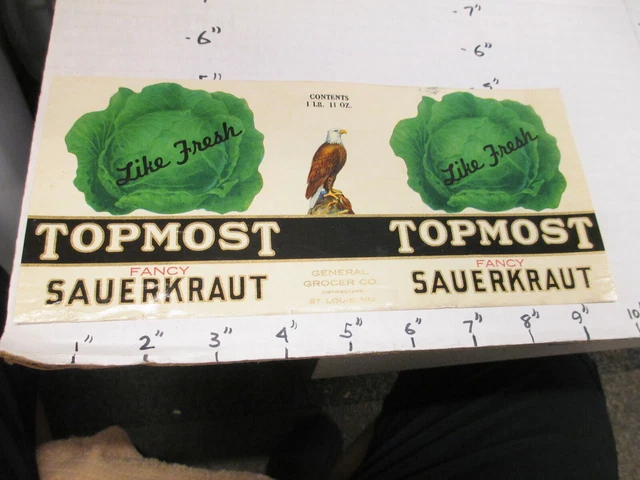 7"
6"
6"
5"
5"
CONTENTS
1 LB. 11 OZ.
Like Fresh
Like Fresh
TOPMOST
TOPMOST
FANCY
SAUERKRAUT
GENERAL
GROCER CO.
DISTRIBUTORS
ST. LOUIS, MO.
FANCY
SAUERKRAUT
1" 2" 3" 4" 5" 6" 7" 8" 9" 10